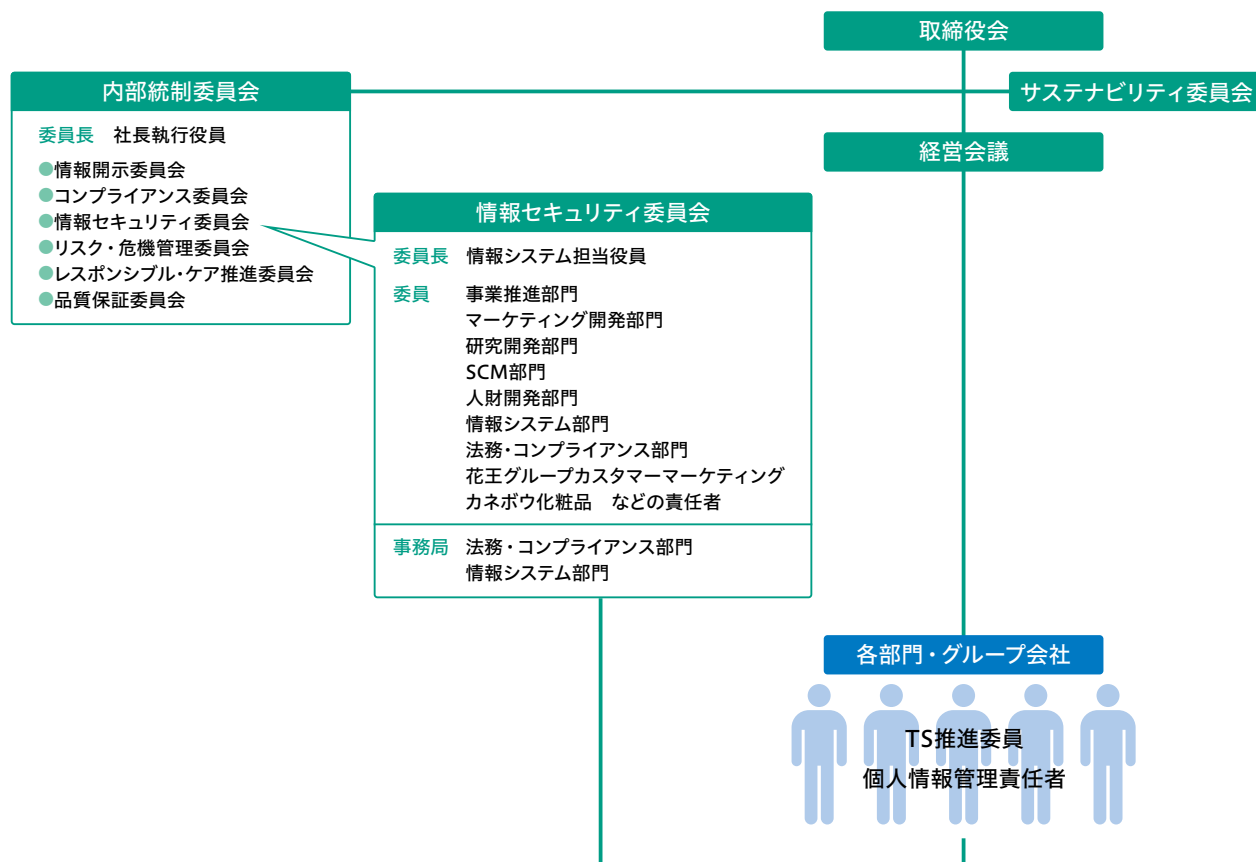 取締役会
内部統制委員会
サステナビリティ委員会
委員長 社長執行役員
●情報開示委員会
●コンプライアンス委員会
●情報セキュリティ委員会
●リスク・危機管理委員会
●レスポンシブル・ケア推進委員会
●品質保証委員会
経営会議
情報セキュリティ委員会
委員長 情報システム担当役員
委員 事業推進部門
マーケティング開発部門
研究開発部門
SCM部門
人財開発部門
情報システム部門
法務・コンプライアンス部門
花王グループカスタマーマーケティング
カネボウ化粧品 などの責任者
事務局 法務・コンプライアンス部門
情報システム部門
各部門・グループ会社
TS推進委員
個人情報管理責任者